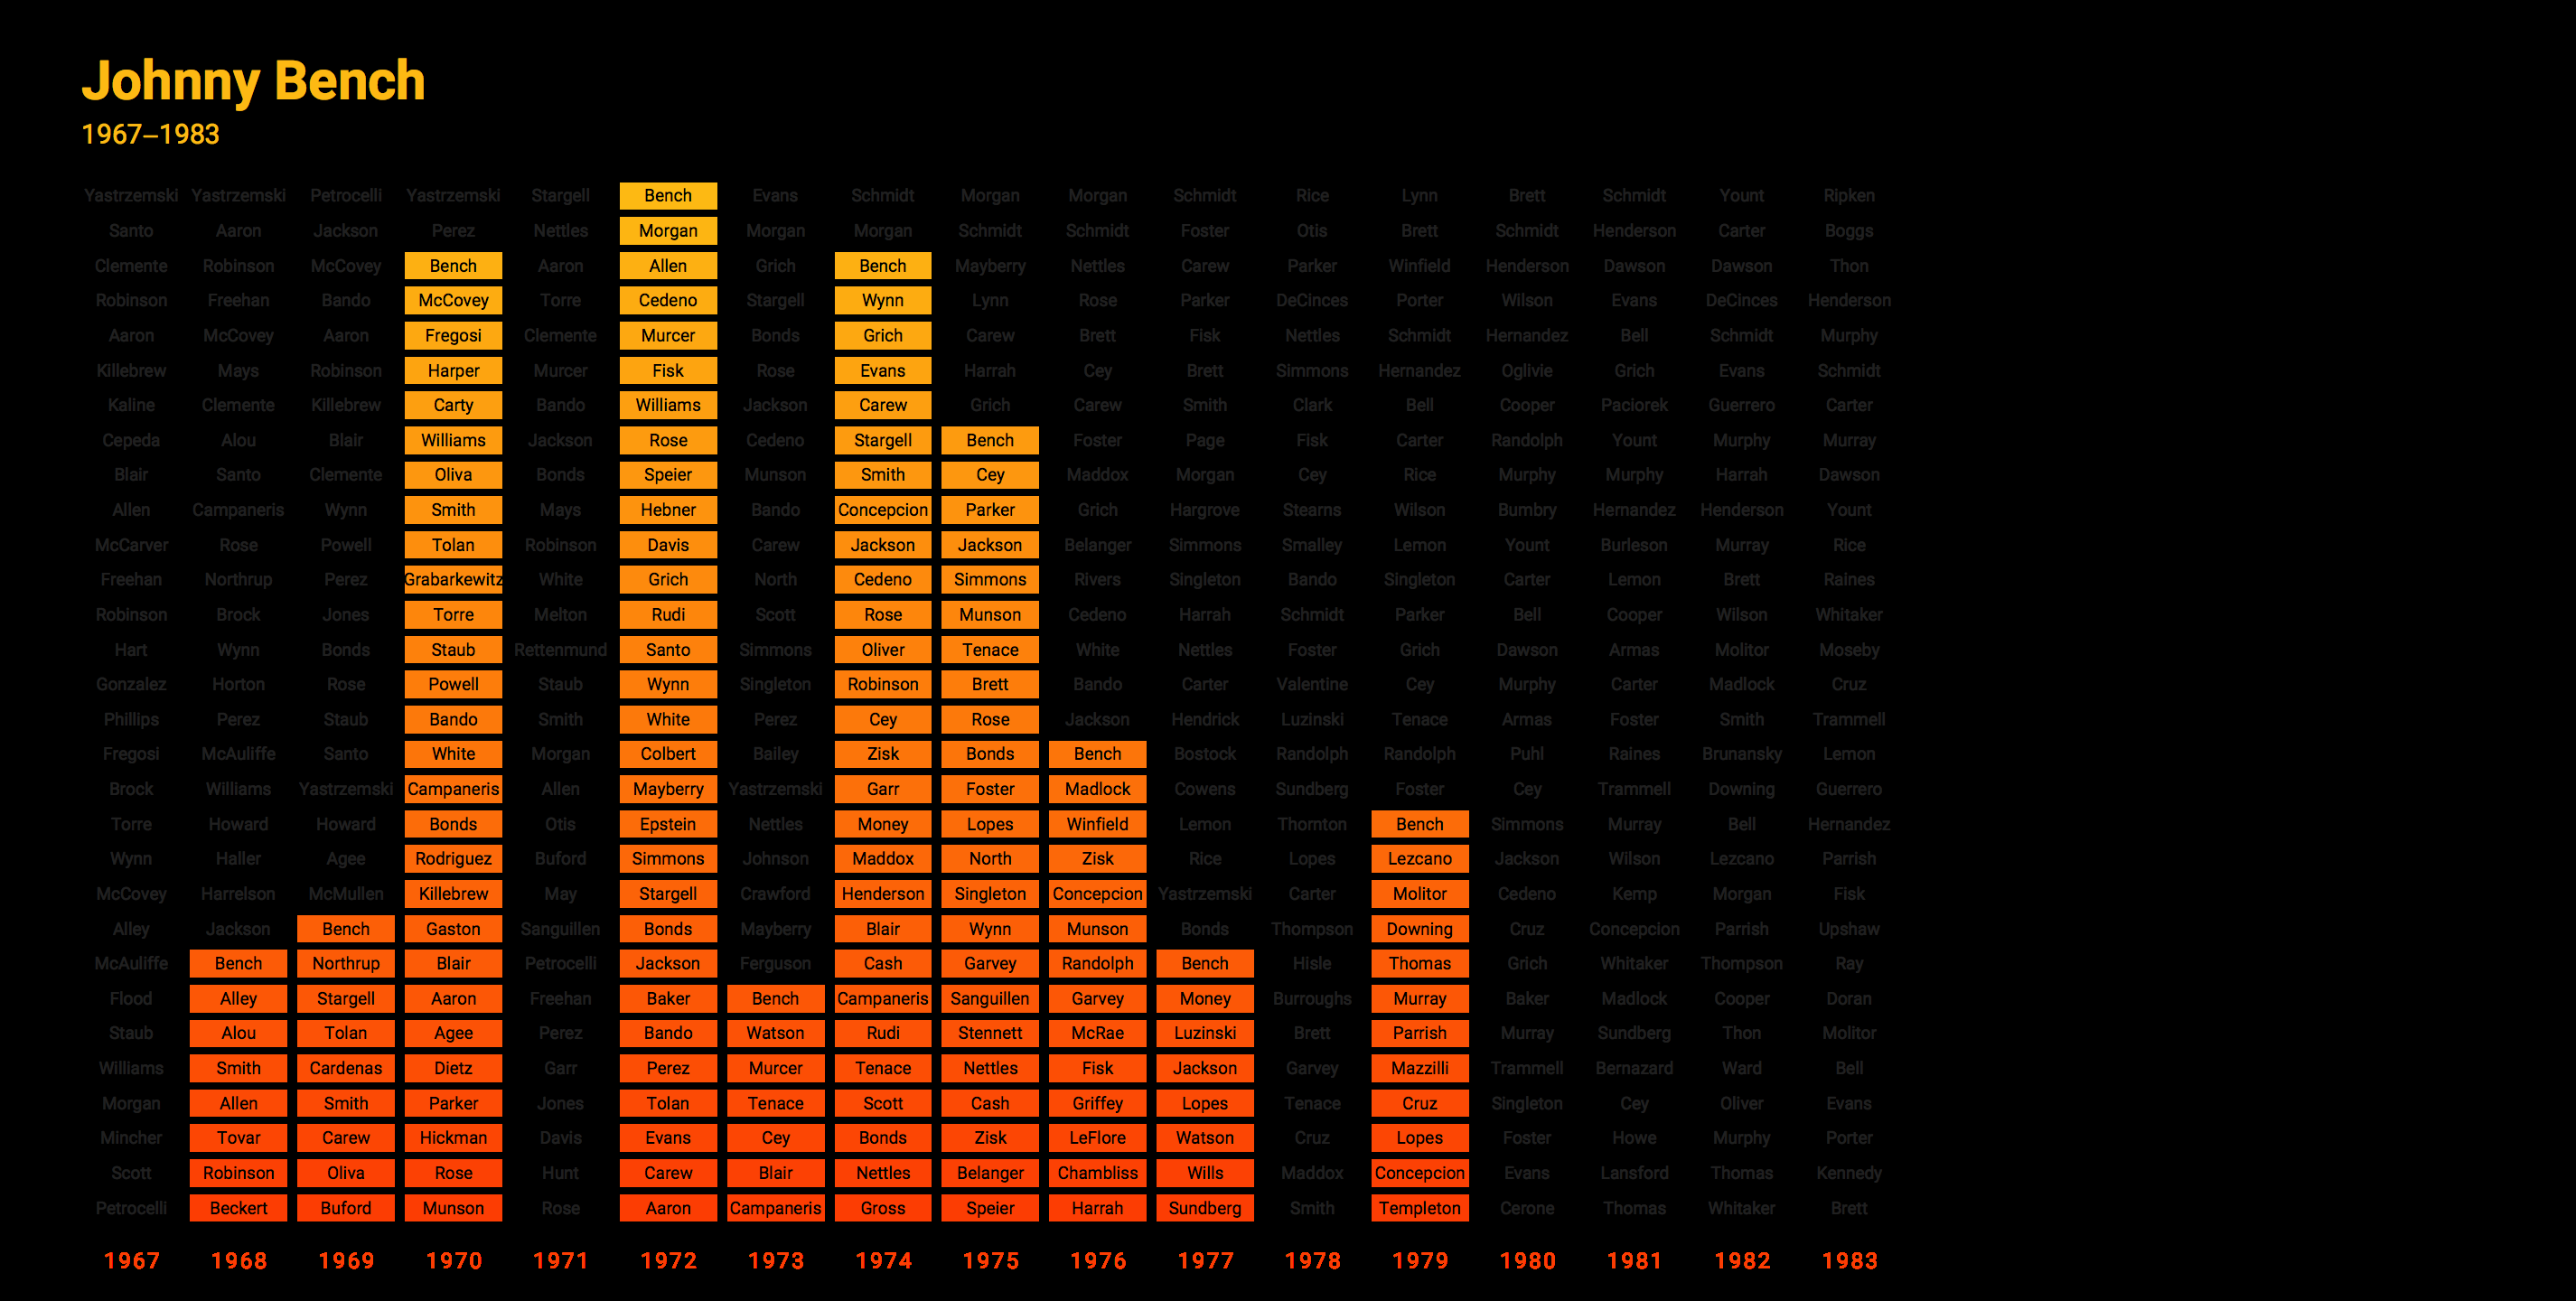 Johnny Bench
1967–1983
Yastrzemski Yastrzemski Petrocelli Yastrzemski Stargell Bench Evans Schmidt Morgan Morgan Schmidt Rice Lynn Brett Schmidt Yount Ripken
Santo Aaron Jackson Perez Nettles Morgan Morgan Morgan Schmidt Schmidt Foster Otis Brett Schmidt Henderson Carter Boggs
Clemente Robinson McCovey Bench Aaron Allen Grich Bench Mayberry Nettles Carew Parker Winfield Henderson Dawson Dawson Thon
Robinson Freehan Bando McCovey Torre Cedeno Stargell Wynn Lynn Rose Parker DeCinces Porter Wilson Evans DeCinces Henderson
Aaron McCovey Aaron Fregosi Clemente Murcer Bonds Grich Carew Brett Fisk Nettles Schmidt Hernandez Bell Schmidt Murphy
Killebrew Mays Robinson Harper Murcer Fisk Rose Evans Harrah Cey Brett Simmons Hernandez Oglivie Grich Evans Schmidt
Kaline Clemente Killebrew Carty Bando Williams Jackson Carew Grich Carew Smith Clark Bell Cooper Paciorek Guerrero Carter
Cepeda Alou Blair Williams Jackson Rose Cedeno Stargell Bench Foster Page Fisk Carter Randolph Yount Murphy Murray
Blair Santo Clemente Oliva Bonds Speier Munson Smith Cey Maddox Morgan Cey Rice Murphy Murphy Harrah Dawson
Allen Campaneris Wynn Smith Mays Hebner Bando Concepcion Parker Grich Hargrove Stearns Wilson Bumbry Hernandez Henderson Yount
McCarver Rose Powell Tolan Robinson Davis Carew Jackson Jackson Belanger Simmons Smalley Lemon Yount Burleson Murray Rice
Freehan Northrup Perez Grabarkewitz White Grich North Cedeno Simmons Rivers Singleton Bando Singleton Carter Lemon Brett Raines
Robinson Brock Jones Torre Melton Rudi Scott Rose Munson Cedeno Harrah Schmidt Parker Bell Cooper Wilson Whitaker
Hart Wynn Bonds Staub Rettenmund Santo Simmons Oliver Tenace White Nettles Foster Grich Dawson Armas Molitor Moseby
Gonzalez Horton Rose Powell Staub Wynn Singleton Robinson Brett Bando Carter Valentine Cey Murphy Carter Madlock Cruz
Phillips Perez Staub Bando Smith White Perez Cey Rose Jackson Hendrick Luzinski Tenace Armas Foster Smith Trammell
Fregosi McAuliffe Santo White Morgan Colbert Bailey Zisk Bonds Bench Bostock Randolph Randolph Puhl Raines Brunansky Lemon
Brock Williams Yastrzemski Campaneris Allen Mayberry Yastrzemski Garr Foster Madlock Cowens Sundberg Foster Cey Trammell Downing Guerrero
Torre Howard Howard Bonds Otis Epstein Nettles Money Lopes Winfield Lemon Thornton Bench Simmons Murray Bell Hernandez
Wynn Haller Agee Rodriguez Buford Simmons Johnson Maddox North Zisk Rice Lopes Lezcano Jackson Wilson Lezcano Parrish
McCovey Harrelson McMullen Killebrew May Stargell Crawford Henderson Singleton Concepcion Yastrzemski Carter Molitor Cedeno Kemp Morgan Fisk
Alley Jackson Bench Gaston Sanguillen Bonds Mayberry Blair Wynn Munson Bonds Thompson Downing Cruz Concepcion Parrish Upshaw
McAuliffe Bench Northrup Blair Petrocelli Jackson Ferguson Cash Garvey Randolph Bench Hisle Thomas Grich Whitaker Thompson Ray
Flood Alley Stargell Aaron Freehan Baker Bench Campaneris Sanguillen Garvey Money Burroughs Murray Baker Madlock Cooper Doran
Staub Alou Tolan Agee Perez Bando Watson Rudi Stennett McRae Luzinski Brett Parrish Murray Sundberg Thon Molitor
Williams Smith Cardenas Dietz Garr Perez Murcer Tenace Nettles Fisk Jackson Garvey Mazzilli Trammell Bernazard Ward Bell
Morgan Allen Smith Parker Jones Tolan Tenace Scott Cash Griffey Lopes Tenace Cruz Singleton Cey Oliver Evans
Mincher Tovar Carew Hickman Davis Evans Cey Bonds Zisk LeFlore Watson Cruz Lopes Foster Howe Murphy Porter
Scott Robinson Oliva Rose Hunt Carew Blair Nettles Belanger Chambliss Wills Maddox Concepcion Evans Lansford Thomas Kennedy
Petrocelli Beckert Buford Munson Rose Aaron Campaneris Gross Speier Harrah Sundberg Smith Templeton Cerone Thomas Whitaker Brett
1967 1968 1969 1970 1971 1972 1973 1974 1975 1976 1977 1978 1979 1980 1981 1982 1983